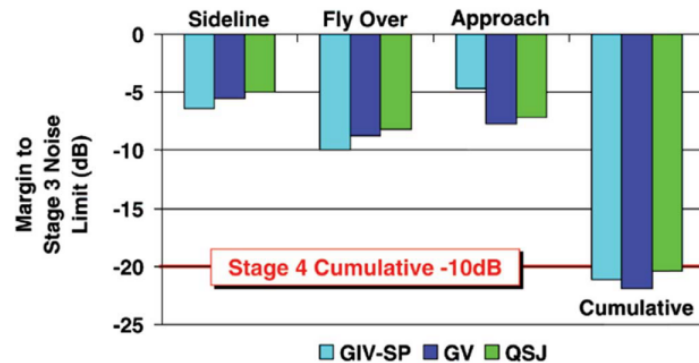 Sideline
Fly Over
Approach
0
-5
-10
-15
-20
-25
Margin to
Stage 3 Noise
Limit (dB)
Stage 4 Cumulative -10dB
Cumulative
GIV-SP
GV
QSJ